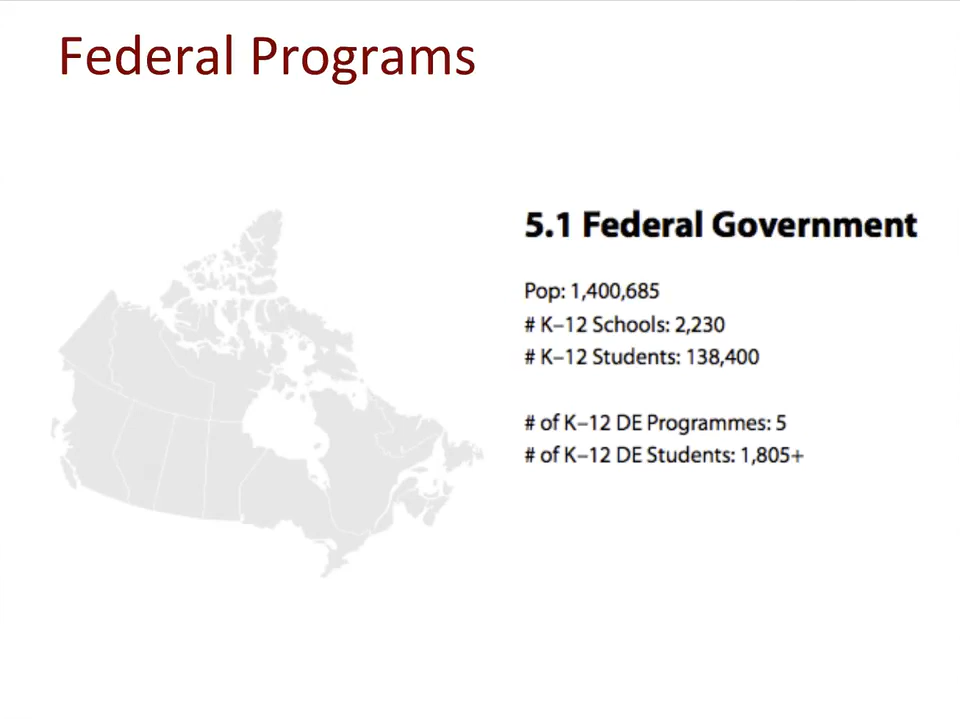 Federal Programs
5.1 Federal Government
Pop: 1,400,685
# K–12 Schools: 2,230
# K–12 Students: 138,400
# of K–12 DE Programmes: 5
# of K–12 DE Students: 1,805+